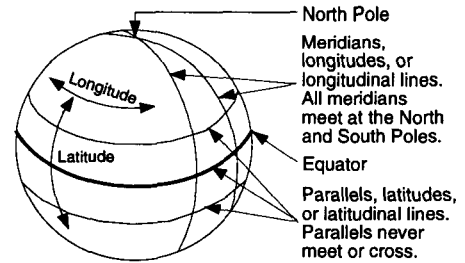 North Pole
Meridians,
longitudes, or
longitudinal lines.
All meridians
meet at the North
and South Poles.
Longitude
Latitude
Equator
Parallels, latitudes,
or latitudinal lines.
Parallels never
meet or cross.